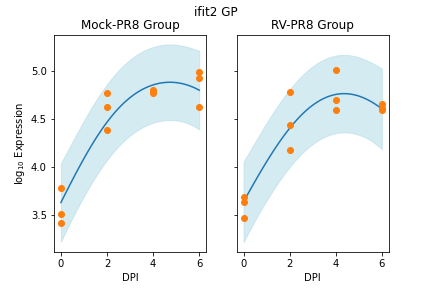 ifit2 GP
Mock-PR8 Group
RV-PR8 Group
log₁₀ Expression
5.0
4.5
4.0
3.5
0 2 4 6
0 2 4 6
DPI
DPI